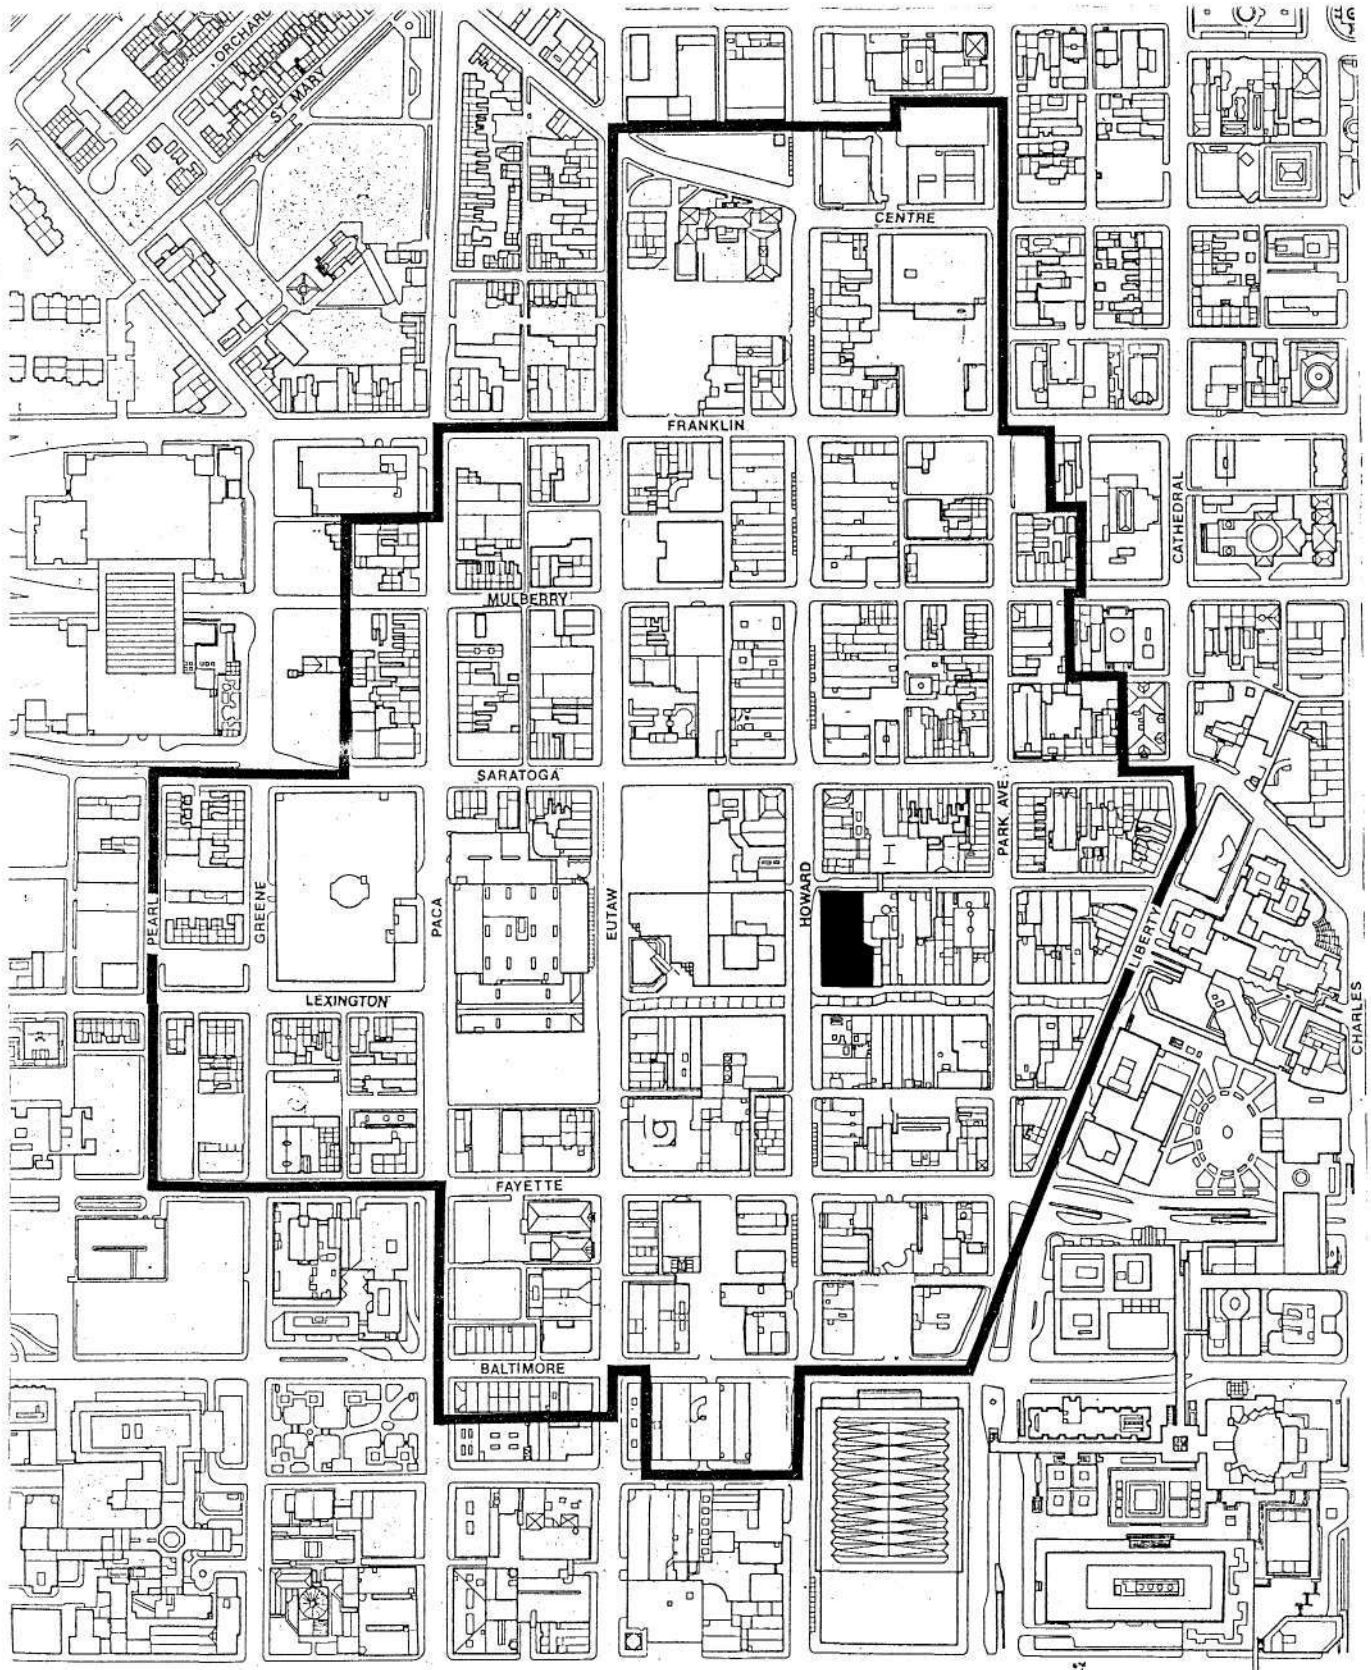 ORCHARD
ST. MARY
CENTRE
FRANKLIN
CATHEDRAL
MULBERRY
SARATOGA
PARK AVE.
HOWARD
EUTAW
PACA
GREENE
PEARL
LIBERTY
LEXINGTON
CHARLES
FAYETTE
BALTIMORE